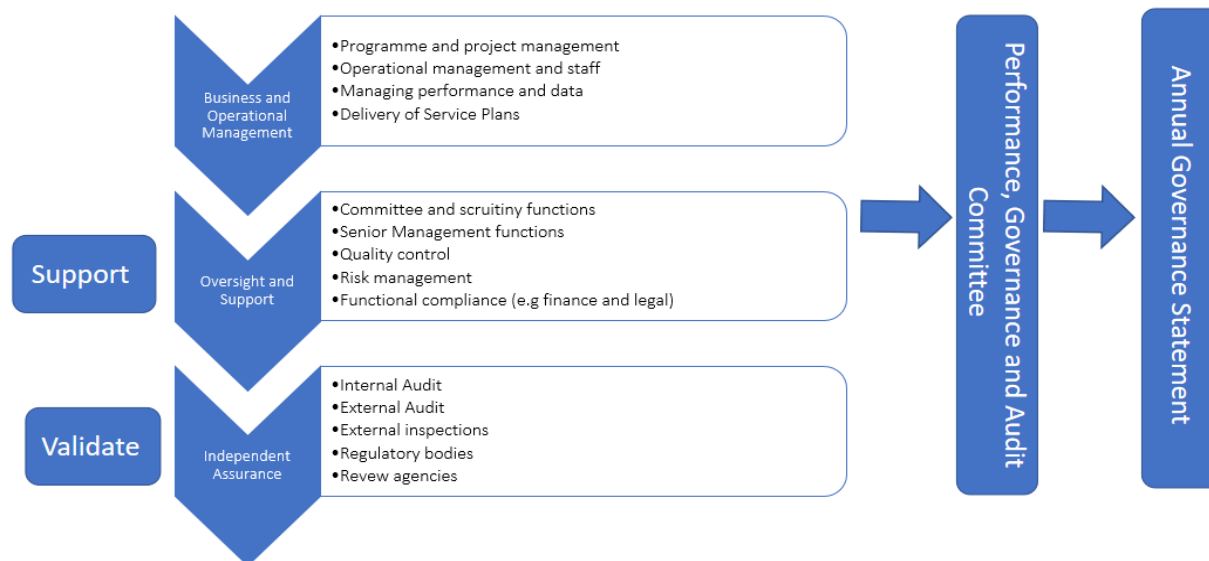 Business and
Operational
Management
•Programme and project management
•Operational management and staff
•Managing performance and data
•Delivery of Service Plans
Support
Oversight and
Support
•Committee and scrutiny functions
•Senior Management functions
•Quality control
•Risk management
•Functional compliance (e.g finance and legal)
Validate
Independent
Assurance
•Internal Audit
•External Audit
•External inspections
•Regulatory bodies
•Revew agencies
Performance, Governance and Audit
Committee
Annual Governance Statement